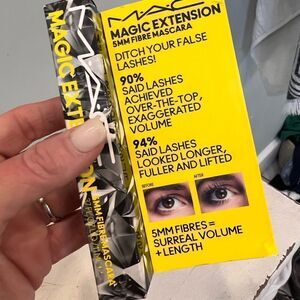 MAC
MAGIC EXTENSION
5MM FIBRE MASCARA
DITCH YOUR FALSE
LASHES!
90%
SAID LASHES
ACHIEVED
OVER-THE-TOP,
EXAGGERATED
VOLUME
94%
SAID LASHES
LOOKED LONGER,
FULLER AND LIFTED
BEFORE
AFTER
5MM FIBRES =
SURREAL VOLUME
+ LENGTH
MAC
MAGIC EXTENSION
5MM FIBRE MASCARA